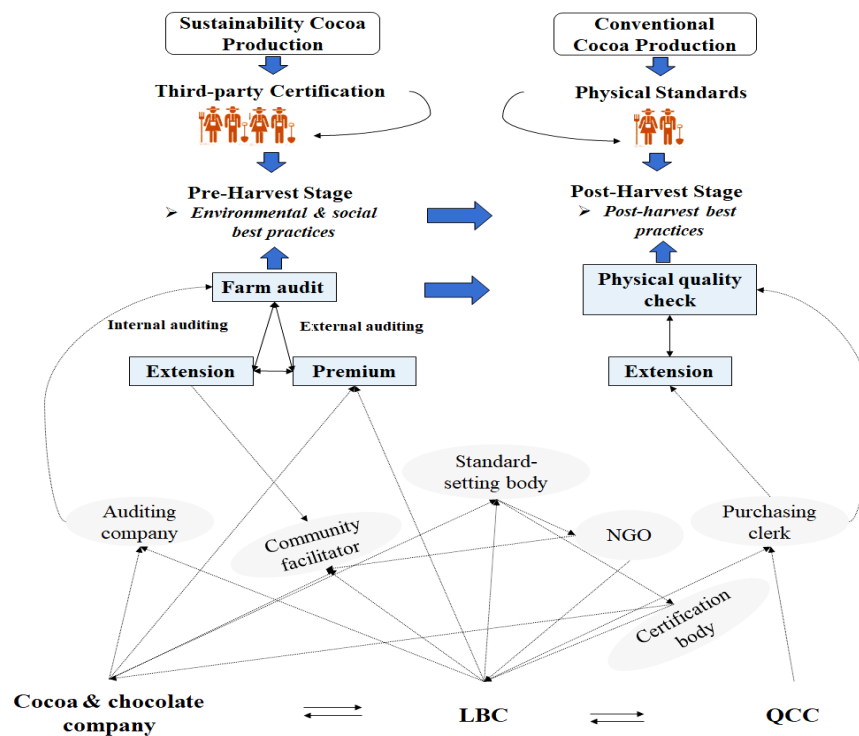 Sustainability Cocoa
Production
Conventional
Cocoa Production
Third-party Certification
Physical Standards
Pre-Harvest Stage
➢ Environmental & social
best practices
Post-Harvest Stage
➢ Post-harvest best
practices
Farm audit
Physical quality
check
Internal auditing
External auditing
Extension
Premium
Extension
Standard-
setting body
Auditing
company
Community
facilitator
NGO
Purchasing
clerk
Certification
body
Cocoa & chocolate
company
LBC
QCC